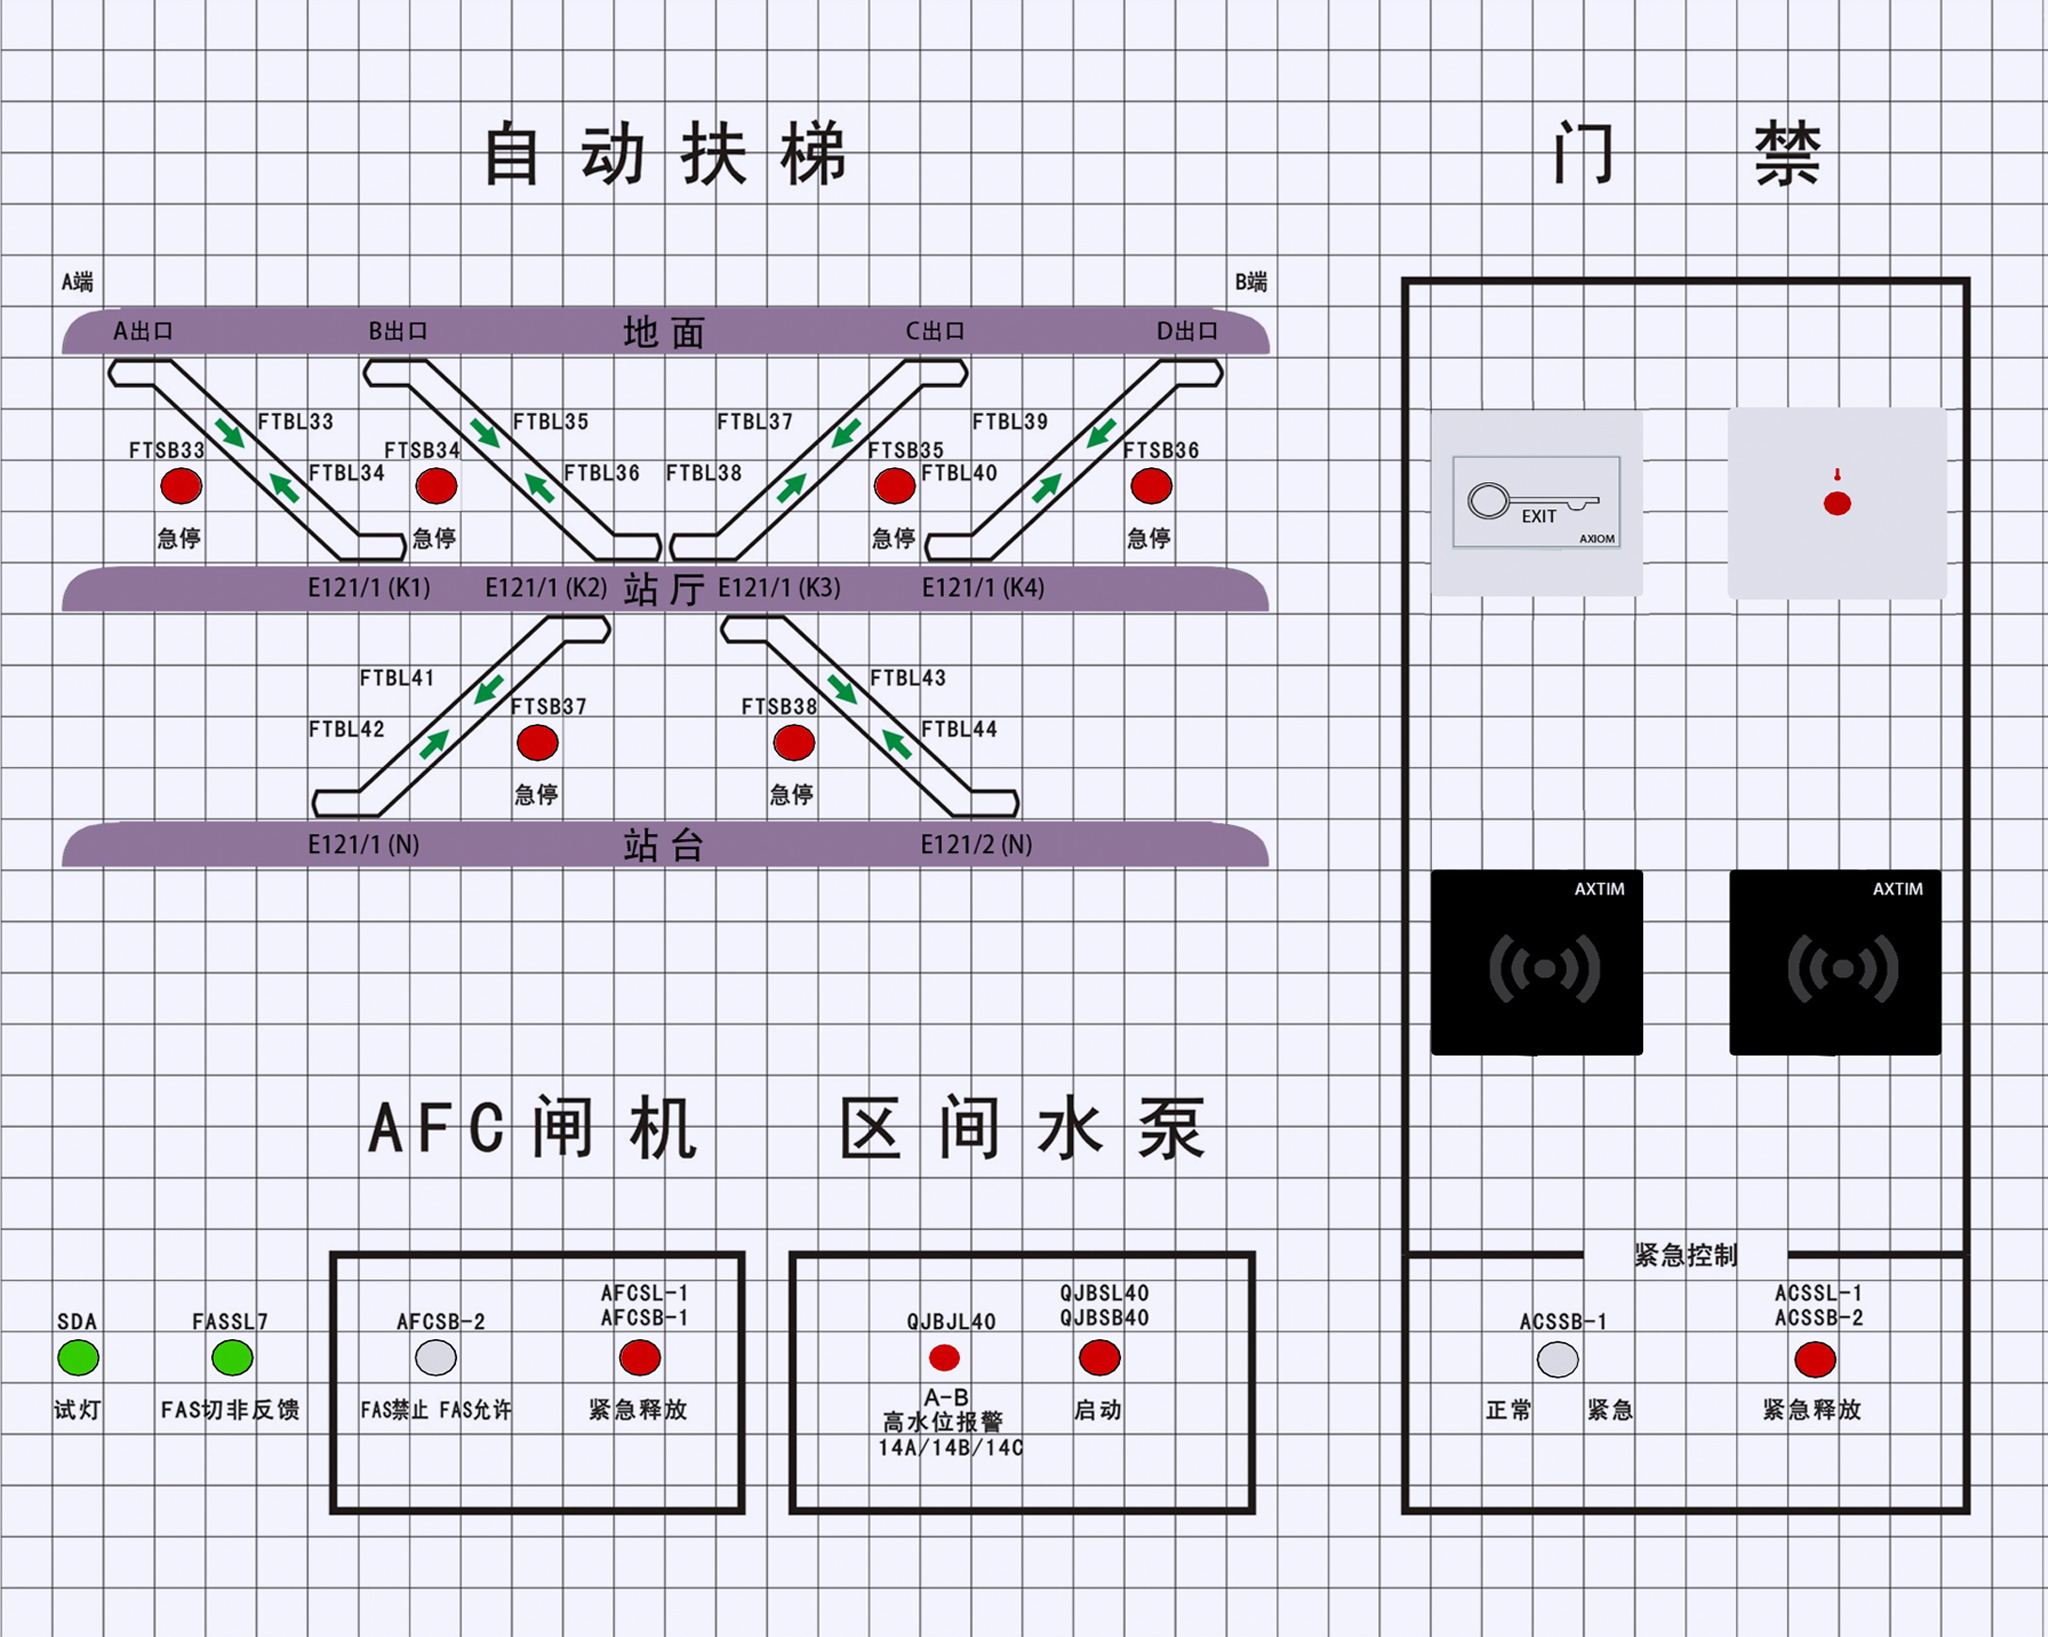 自动扶梯
门禁
A端
B端
A出口
B出口
地面
C出口
D出口
FTBL33
FTBL35
FTBL37
FTBL39
FTSB33
FTSB34
FTSB35
FTSB36
FTBL34
FTBL36
FTBL38
FTBL40
急停
急停
急停
急停
E121/1 (K1)
E121/1 (K2)
站厅
E121/1 (K3)
E121/1 (K4)
FTBL41
FTBL43
FTSB37
FTSB38
FTBL42
FTBL44
急停
急停
E121/1 (N)
站台
E121/2 (N)
EXIT
AXIOM
AXTIM
AXTIM
AFC闸机
区间水泵
SDA
试灯
FASSL7
FAS切非反馈
AFCSB-2
FAS禁止 FAS允许
AFCSL-1
AFCSB-1
紧急释放
QJBJL40
A-B
高水位报警
14A/14B/14C
QJBSL40
QJBSB40
启动
紧急控制
ACSSB-1
正常 紧急
ACSSL-1
ACSSB-2
紧急释放